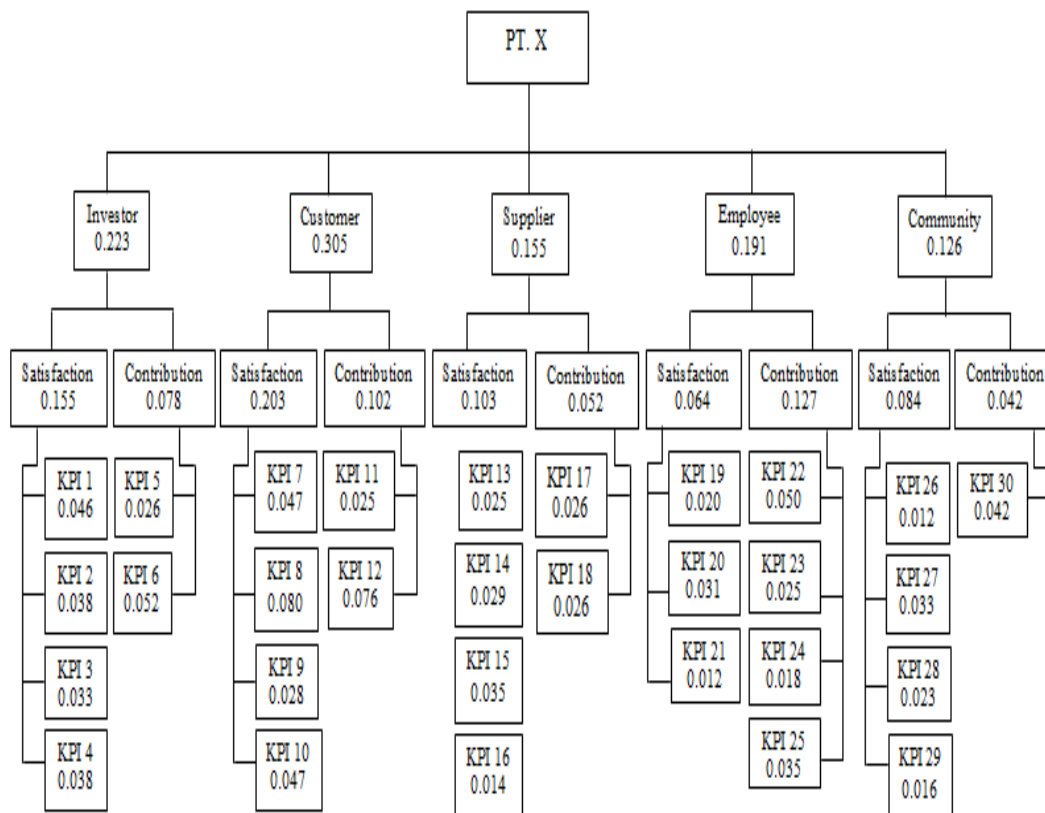 PT. X
Investor
0.223
Customer
0.305
Supplier
0.155
Employee
0.191
Community
0.126
Satisfaction
0.155
Contribution
0.078
Satisfaction
0.203
Contribution
0.102
Satisfaction
0.103
Contribution
0.052
Satisfaction
0.064
Contribution
0.127
Satisfaction
0.084
Contribution
0.042
KPI 1
0.046
KPI 2
0.038
KPI 3
0.033
KPI 4
0.038
KPI 5
0.026
KPI 6
0.052
KPI 7
0.047
KPI 8
0.080
KPI 9
0.028
KPI 10
0.047
KPI 11
0.025
KPI 12
0.076
KPI 13
0.025
KPI 14
0.029
KPI 15
0.035
KPI 16
0.014
KPI 17
0.026
KPI 18
0.026
KPI 19
0.020
KPI 20
0.031
KPI 21
0.012
KPI 22
0.050
KPI 23
0.025
KPI 24
0.018
KPI 25
0.035
KPI 26
0.012
KPI 27
0.033
KPI 28
0.023
KPI 29
0.016
KPI 30
0.042